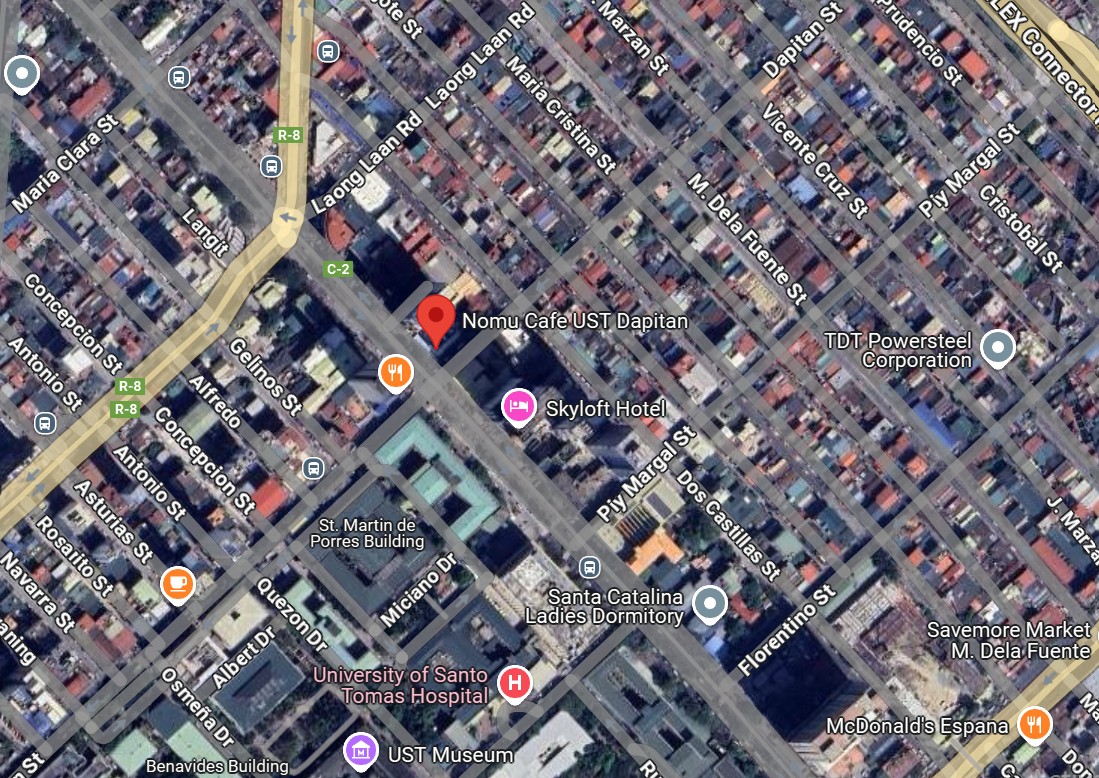 Laong Laan Rd
Maria Cristina St
Dapitan St
Prudencio St
R-8
Maria Clara St
Laong Laan Rd
Vicente Cruz St
Piy Margal St
Langit
M. Dela Fuente St
Cristobal St
C-2
Concepcion St
Nomu Cafe UST Dapitan
TDT Powersteel
Corporation
Antonio St
Gelinos St
R-8
R-8
Alfredo
Skyloft Hotel
Concepcion St
Antonio St
Piy Margal St
Dos Castillas St
Asturias St
St. Martin de
Porres Building
Rosarito St
Navarra St
Quezon Dr
Miciano Dr
Santa Catalina
Ladies Dormitory
Florentino St
Savemore Market
M. Dela Fuente
Albert Dr
University of Santo
Tomas Hospital
H
Osmeña Dr
McDonald's Espana
UST Museum
Benavides Building